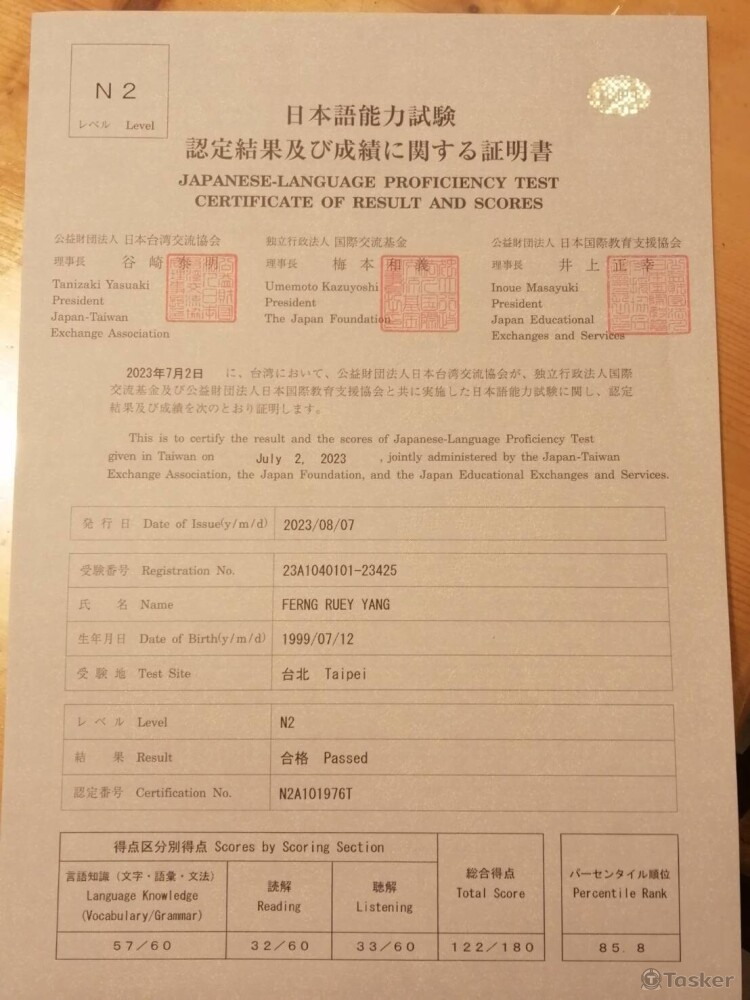 N2
レベル Level
日本語能力試験
認定結果及び成績に関する証明書
JAPANESE-LANGUAGE PROFICIENCY TEST
CERTIFICATE OF RESULT AND SCORES
公益財団法人 日本台湾交流協会
理事長 谷崎泰明
Tanizaki Yasuaki
President
Japan-Taiwan
Exchange Association
独立行政法人 国際交流基金
理事長 梅本和義
Umemoto Kazuyoshi
President
The Japan Foundation
公益財団法人 日本国際教育支援協会
理事長 井上正幸
Inoue Masayuki
President
Japan Educational
Exchanges and Services
2023年7月2日 に、台湾において、公益財団法人日本台湾交流協会が、独立行政法人国際
交流基金及び公益財団法人日本国際教育支援協会と共に実施した日本語能力試験に関し、認定
結果及び成績を次のとおり証明します。
This is to certify the result and the scores of Japanese-Language Proficiency Test
given in Taiwan on July 2, 2023 , jointly administered by the Japan-Taiwan
Exchange Association, the Japan Foundation, and the Japan Educational Exchanges and Services.
発行日 Date of Issue(y/m/d) 2023/08/07
受験番号 Registration No. 23A1040101-23425
氏名 Name FERNG RUEY YANG
生年月日 Date of Birth(y/m/d) 1999/07/12
受験地 Test Site 台北 Taipei
レベル Level N2
結果 Result 合格 Passed
認定番号 Certification No. N2A101976T
得点区分別得点 Scores by Scoring Section
言語知識（文字・語彙・文法）
Language Knowledge
(Vocabulary/Grammar)
読解
Reading
聴解
Listening
総合得点
Total Score
パーセンタイル順位
Percentile Rank
57/60 32/60 33/60 122/180 85.8
Tasker